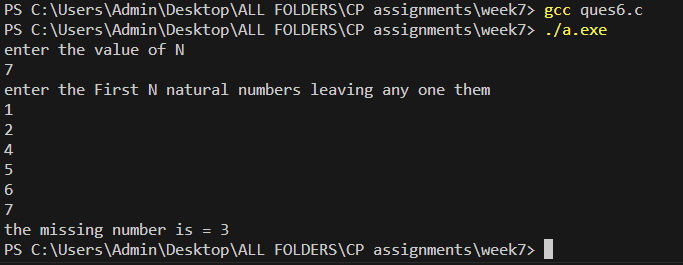 PS C:\Users\Admin\Desktop\ALL FOLDERS\CP assignments\week7> gcc ques6.c
PS C:\Users\Admin\Desktop\ALL FOLDERS\CP assignments\week7> ./a.exe
enter the value of N
7
enter the First N natural numbers leaving any one them
1
2
4
5
6
7
the missing number is = 3
PS C:\Users\Admin\Desktop\ALL FOLDERS\CP assignments\week7>